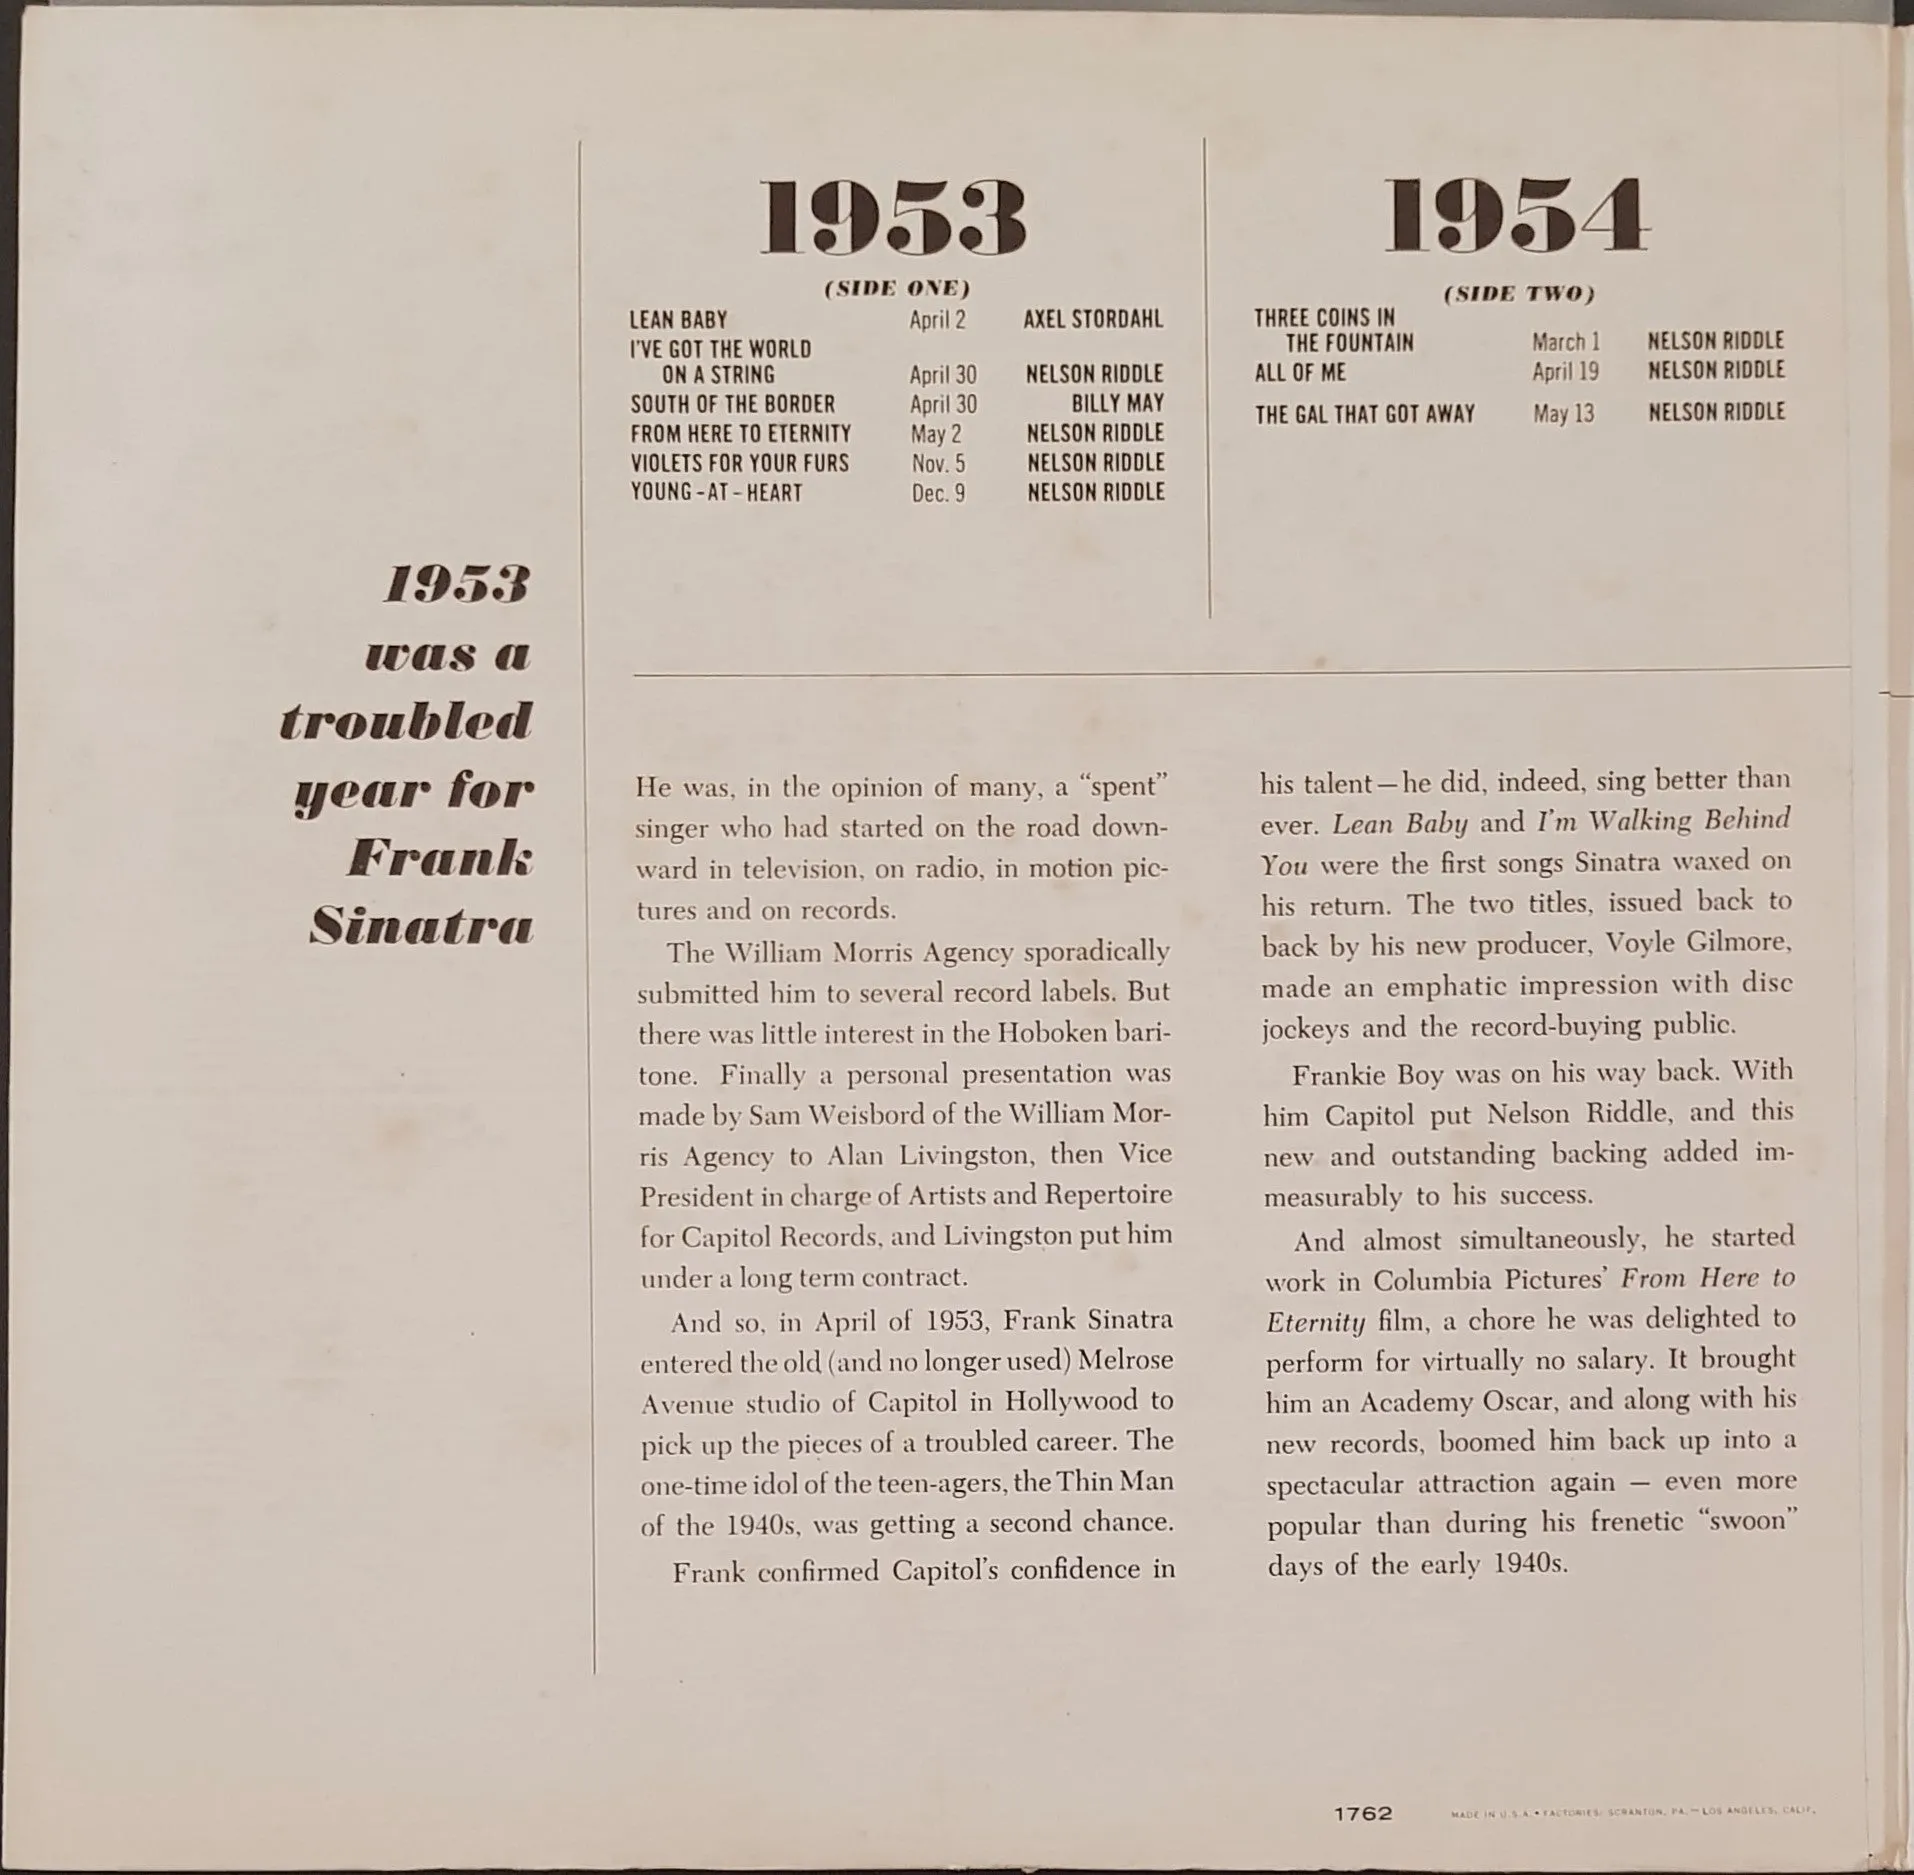 1953
was a
troubled
year for
Frank
Sinatra
1953
(SIDE ONE)
LEAN BABY April 2 AXEL STORDAHL
I'VE GOT THE WORLD
ON A STRING April 30 NELSON RIDDLE
SOUTH OF THE BORDER April 30 BILLY MAY
FROM HERE TO ETERNITY May 2 NELSON RIDDLE
VIOLETS FOR YOUR FURS Nov. 5 NELSON RIDDLE
YOUNG-AT-HEART Dec. 9 NELSON RIDDLE
1954
(SIDE TWO)
THREE COINS IN
THE FOUNTAIN March 1 NELSON RIDDLE
ALL OF ME April 19 NELSON RIDDLE
THE GAL THAT GOT AWAY May 13 NELSON RIDDLE
He was, in the opinion of many, a “spent”
singer who had started on the road down-
ward in television, on radio, in motion pic-
tures and on records.
The William Morris Agency sporadically
submitted him to several record labels. But
there was little interest in the Hoboken bari-
tone. Finally a personal presentation was
made by Sam Weisbord of the William Mor-
ris Agency to Alan Livingston, then Vice
President in charge of Artists and Repertoire
for Capitol Records, and Livingston put him
under a long term contract.
And so, in April of 1953, Frank Sinatra
entered the old (and no longer used) Melrose
Avenue studio of Capitol in Hollywood to
pick up the pieces of a troubled career. The
one-time idol of the teen-agers, the Thin Man
of the 1940s, was getting a second chance.
Frank confirmed Capitol’s confidence in
his talent—he did, indeed, sing better than
ever. Lean Baby and I’m Walking Behind
You were the first songs Sinatra waxed on
his return. The two titles, issued back to
back by his new producer, Voyle Gilmore,
made an emphatic impression with disc
jockeys and the record-buying public.
Frankie Boy was on his way back. With
him Capitol put Nelson Riddle, and this
new and outstanding backing added im-
measurably to his success.
And almost simultaneously, he started
work in Columbia Pictures’ From Here to
Eternity film, a chore he was delighted to
perform for virtually no salary. It brought
him an Academy Oscar, and along with his
new records, boomed him back up into a
spectacular attraction again — even more
popular than during his frenetic “swoon”
days of the early 1940s.
1762 MADE IN U.S.A. • FACTORIES: SCRANTON, PA. — LOS ANGELES, CALIF.